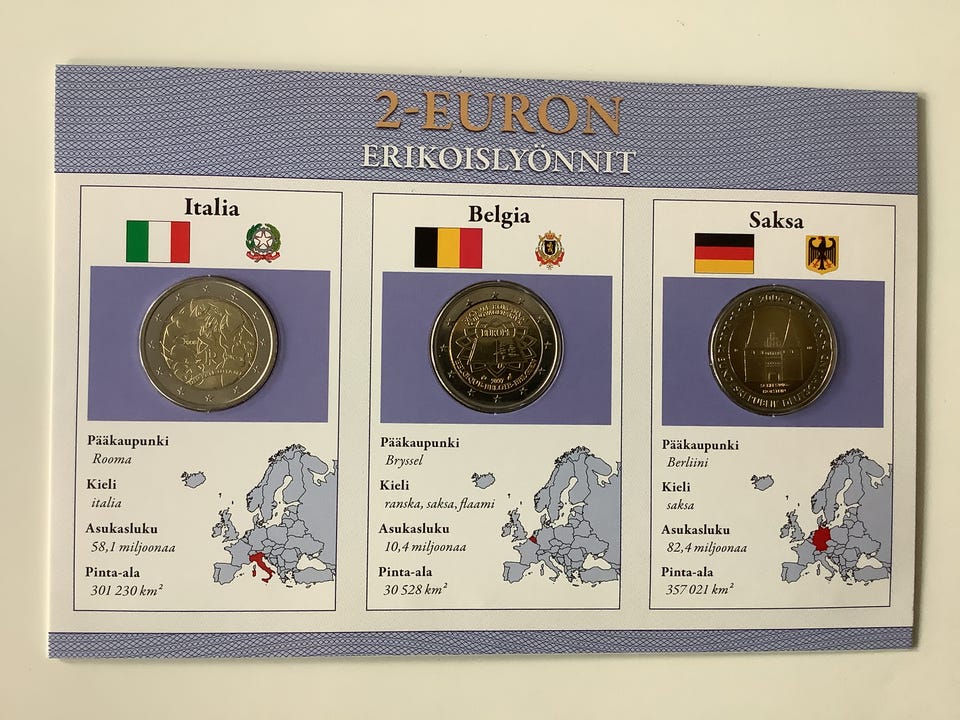 2-EURON
ERIKOISLYÖNNIT
Italia
Pääkaupunki
Rooma
Kieli
italia
Asukasluku
58,1 miljoonaa
Pinta-ala
301 230 km²
Belgia
EUROPE
2007
Pääkaupunki
Bryssel
Kieli
ranska, saksa, flaami
Asukasluku
10,4 miljoonaa
Pinta-ala
30 528 km²
Saksa
Pääkaupunki
Berliini
Kieli
saksa
Asukasluku
82,4 miljoonaa
Pinta-ala
357 021 km²